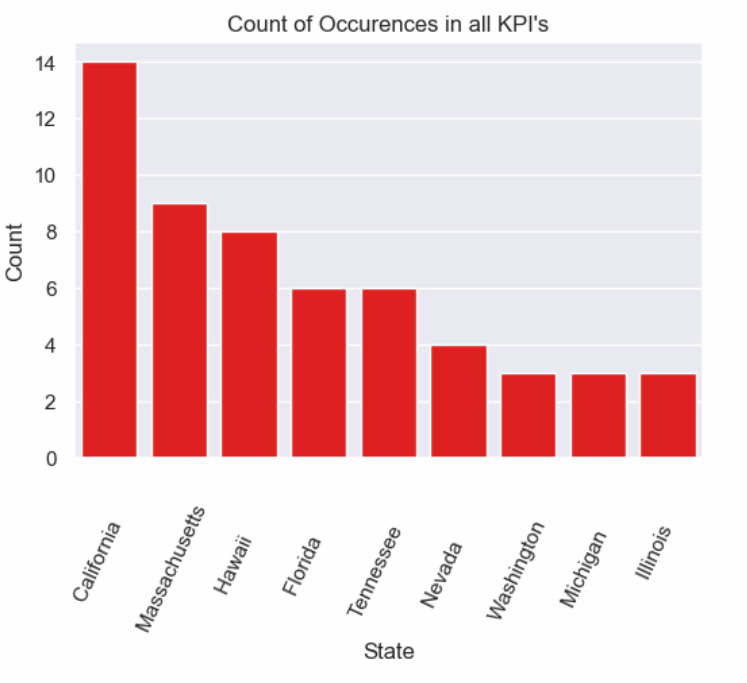 Count of Occurences in all KPI's
14
12
10
8
6
4
2
0
Count
California
Massachusetts
Hawaii
Florida
Tennessee
Nevada
Washington
Michigan
Illinois
State